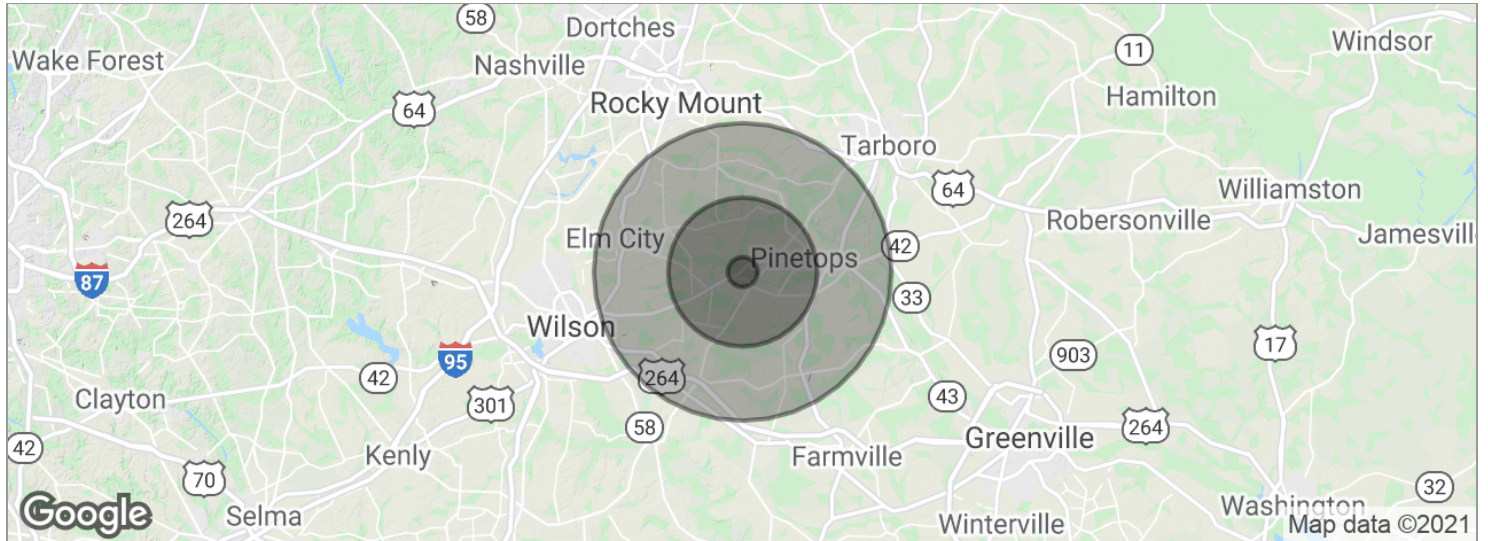 58
Dortches
Windsor
Wake Forest
Nashville
11
64
Rocky Mount
Hamilton
Tarboro
64
Williamston
264
Robersonville
Elm City
42
Jamesvill
Pinetops
87
33
Wilson
17
95
903
42
264
Clayton
301
43
58
264
42
Greenville
Kenly
Farmville
70
32
Google
Selma
Washington
Winterville
Map data ©2021